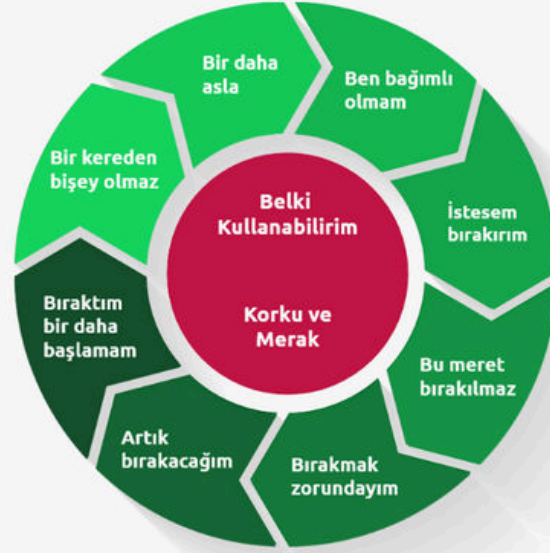 Bir daha
asla
Ben bağımlı
olmam
İstesem
bırakırım
Bu meret
bırakılmaz
Bırakmak
zorundayım
Artık
bırakacağım
Bıraktım
bir daha
başlamam
Bir kereden
bişey olmaz
Belki
Kullanabilirim
Korku ve
Merak